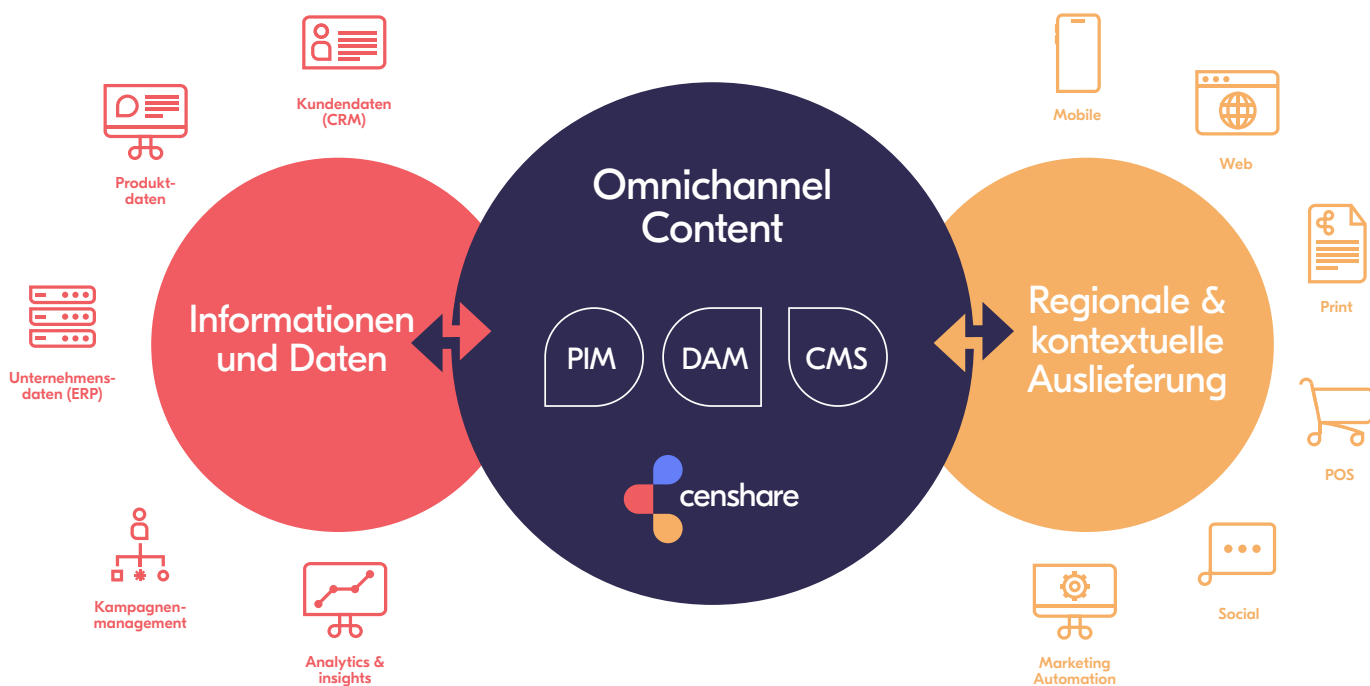 Kundendaten
(CRM)
Produkt-
daten
Unternehmens-
daten (ERP)
Kampagnen-
management
Analytics &
insights
Informationen
und Daten
Omnichannel
Content
PIM
DAM
CMS
censhare
Regionale &
kontextuelle
Auslieferung
Mobile
Web
Print
POS
Social
Marketing
Automation